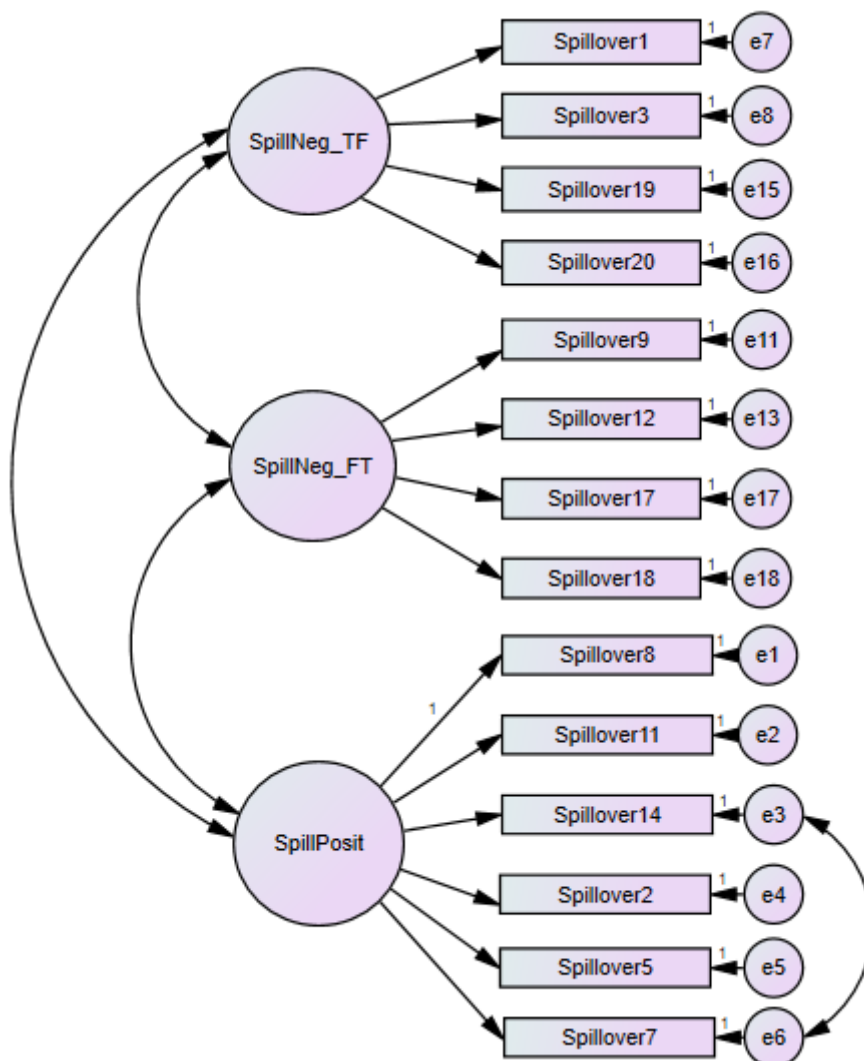 1
Spillover1
e7
SpillNeg_TF
1
Spillover3
e8
1
Spillover19
e15
1
Spillover20
e16
1
Spillover9
e11
1
Spillover12
e13
SpillNeg_FT
1
Spillover17
e17
1
Spillover18
e18
1
Spillover8
e1
1
1
Spillover11
e2
1
Spillover14
e3
SpillPosit
1
Spillover2
e4
1
Spillover5
e5
1
Spillover7
e6